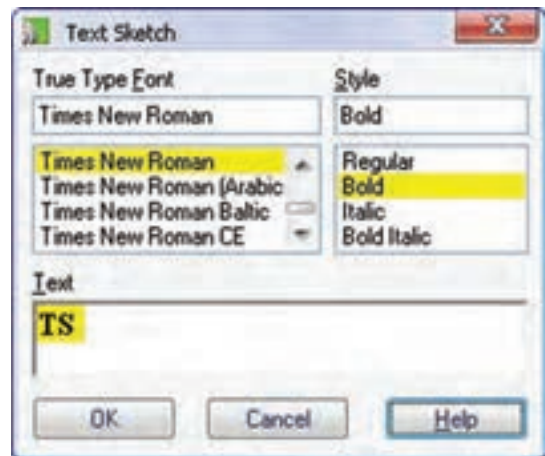 Text Sketch
True Type Font
Style
Times New Roman
Bold
Times New Roman
Times New Roman (Arabic
Times New Roman Baltic
Times New Roman CE
Regular
Bold
Italic
Bold Italic
Text
TS
OK
Cancel
Help